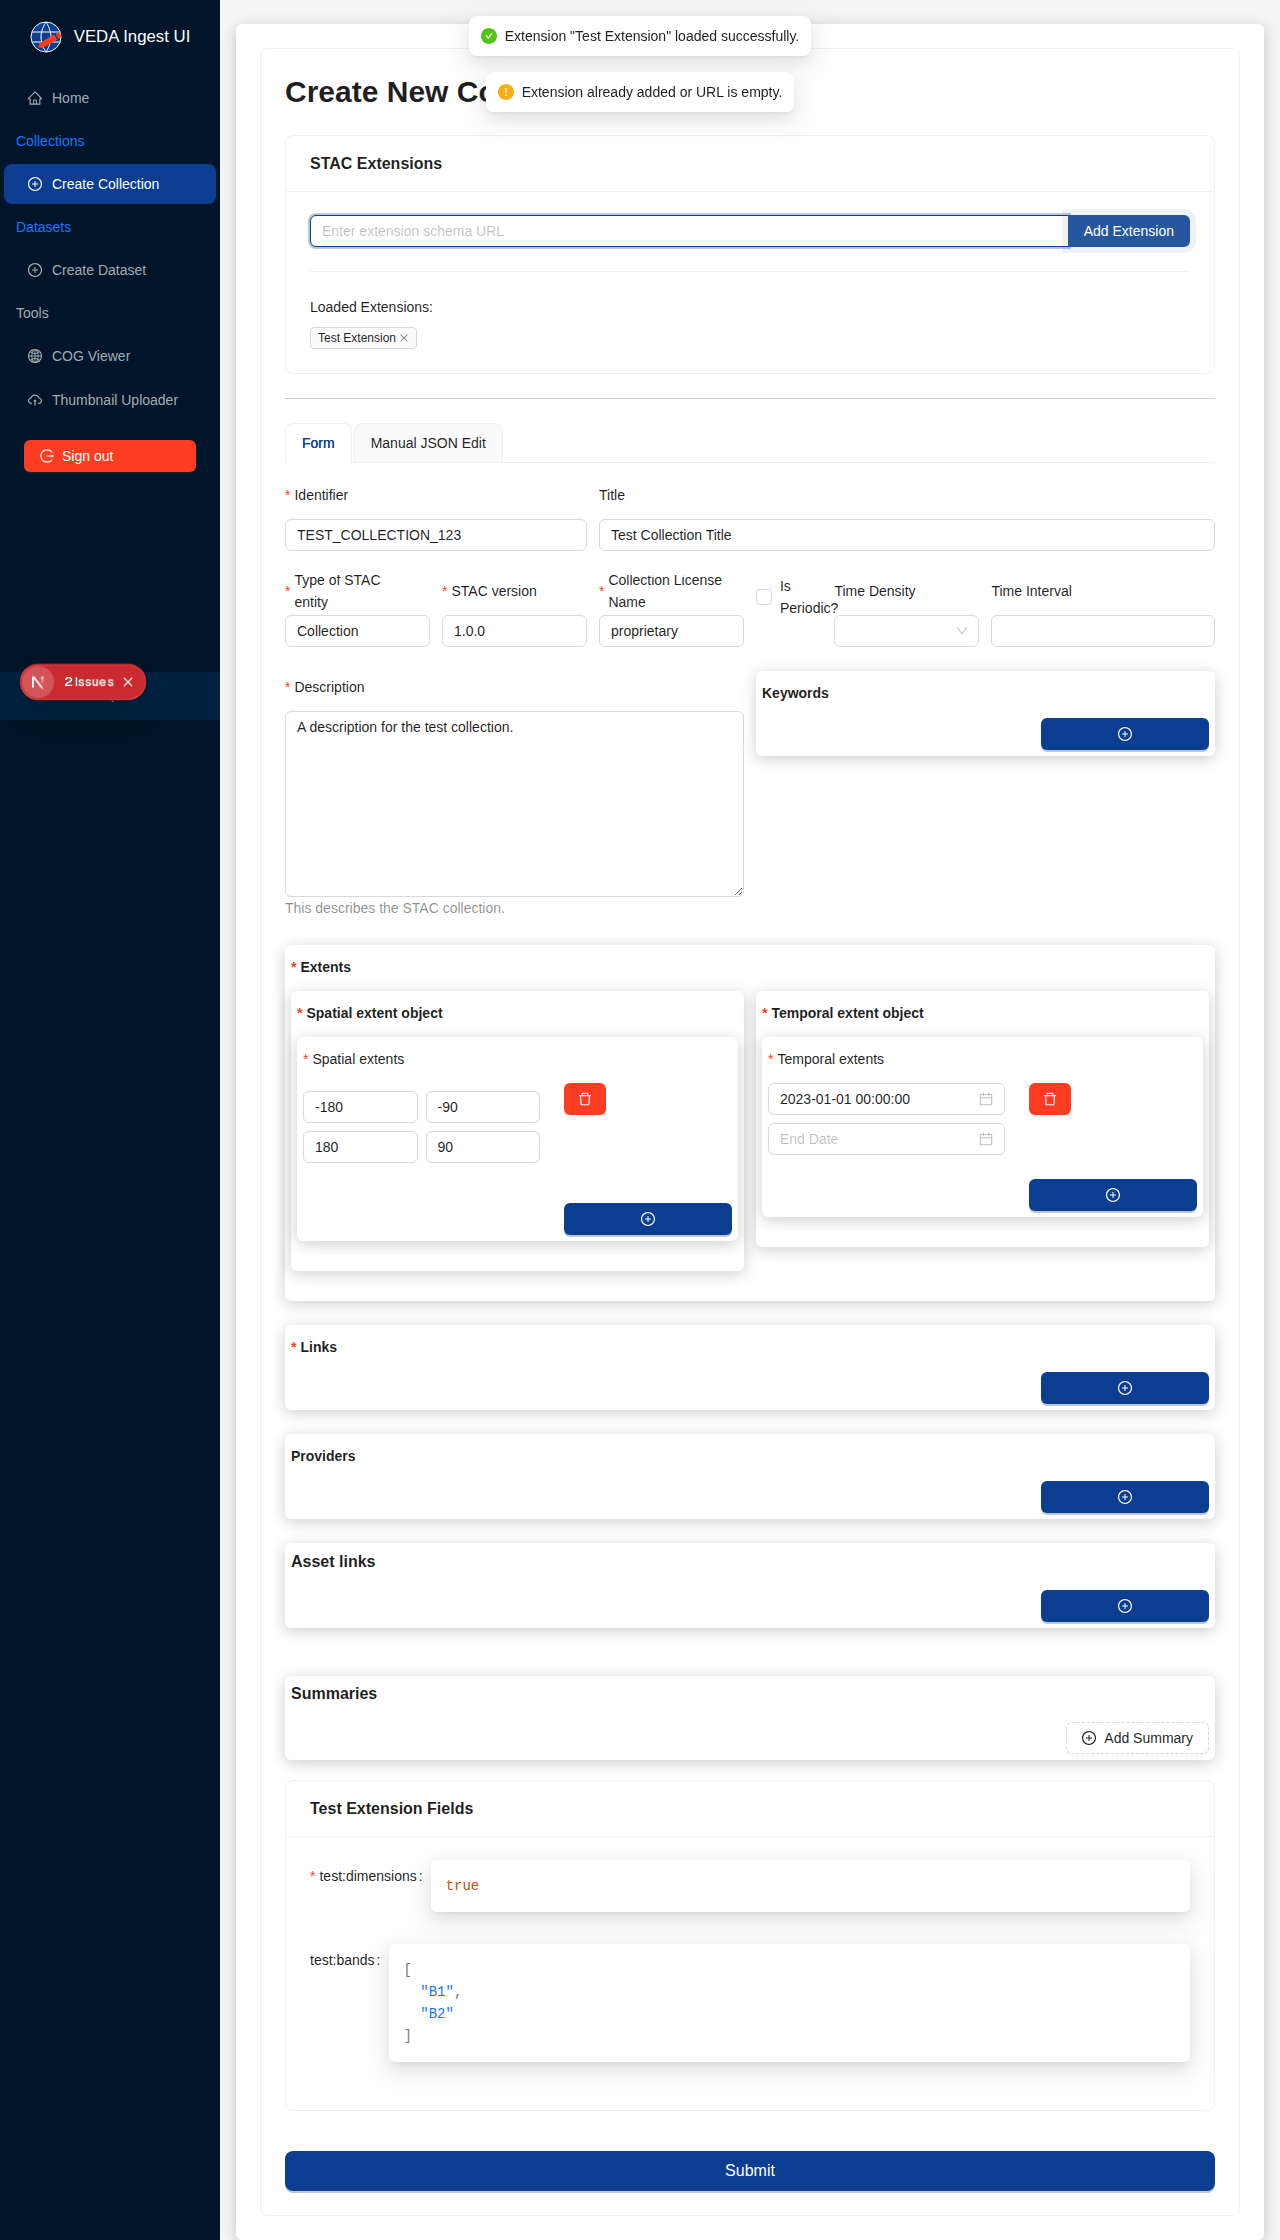 VEDA Ingest UI
Home
Collections
Create Collection
Datasets
Create Dataset
Tools
COG Viewer
Thumbnail Uploader
Sign out
2 Issues
Extension "Test Extension" loaded successfully.
Extension already added or URL is empty.
Create New Co
STAC Extensions
Enter extension schema URL
Add Extension
Loaded Extensions:
Test Extension
Form
Manual JSON Edit
* Identifier
Title
TEST_COLLECTION_123
Test Collection Title
* Type of STAC entity
* STAC version
* Collection License Name
Is Periodic?
Time Density
Time Interval
Collection
1.0.0
proprietary
* Description
A description for the test collection.
This describes the STAC collection.
Keywords
* Extents
* Spatial extent object
* Spatial extents
-180
-90
180
90
* Temporal extent object
* Temporal extents
2023-01-01 00:00:00
End Date
* Links
Providers
Asset links
Summaries
Add Summary
Test Extension Fields
* test:dimensions :
true
test:bands :
[
"B1",
"B2"
]
Submit